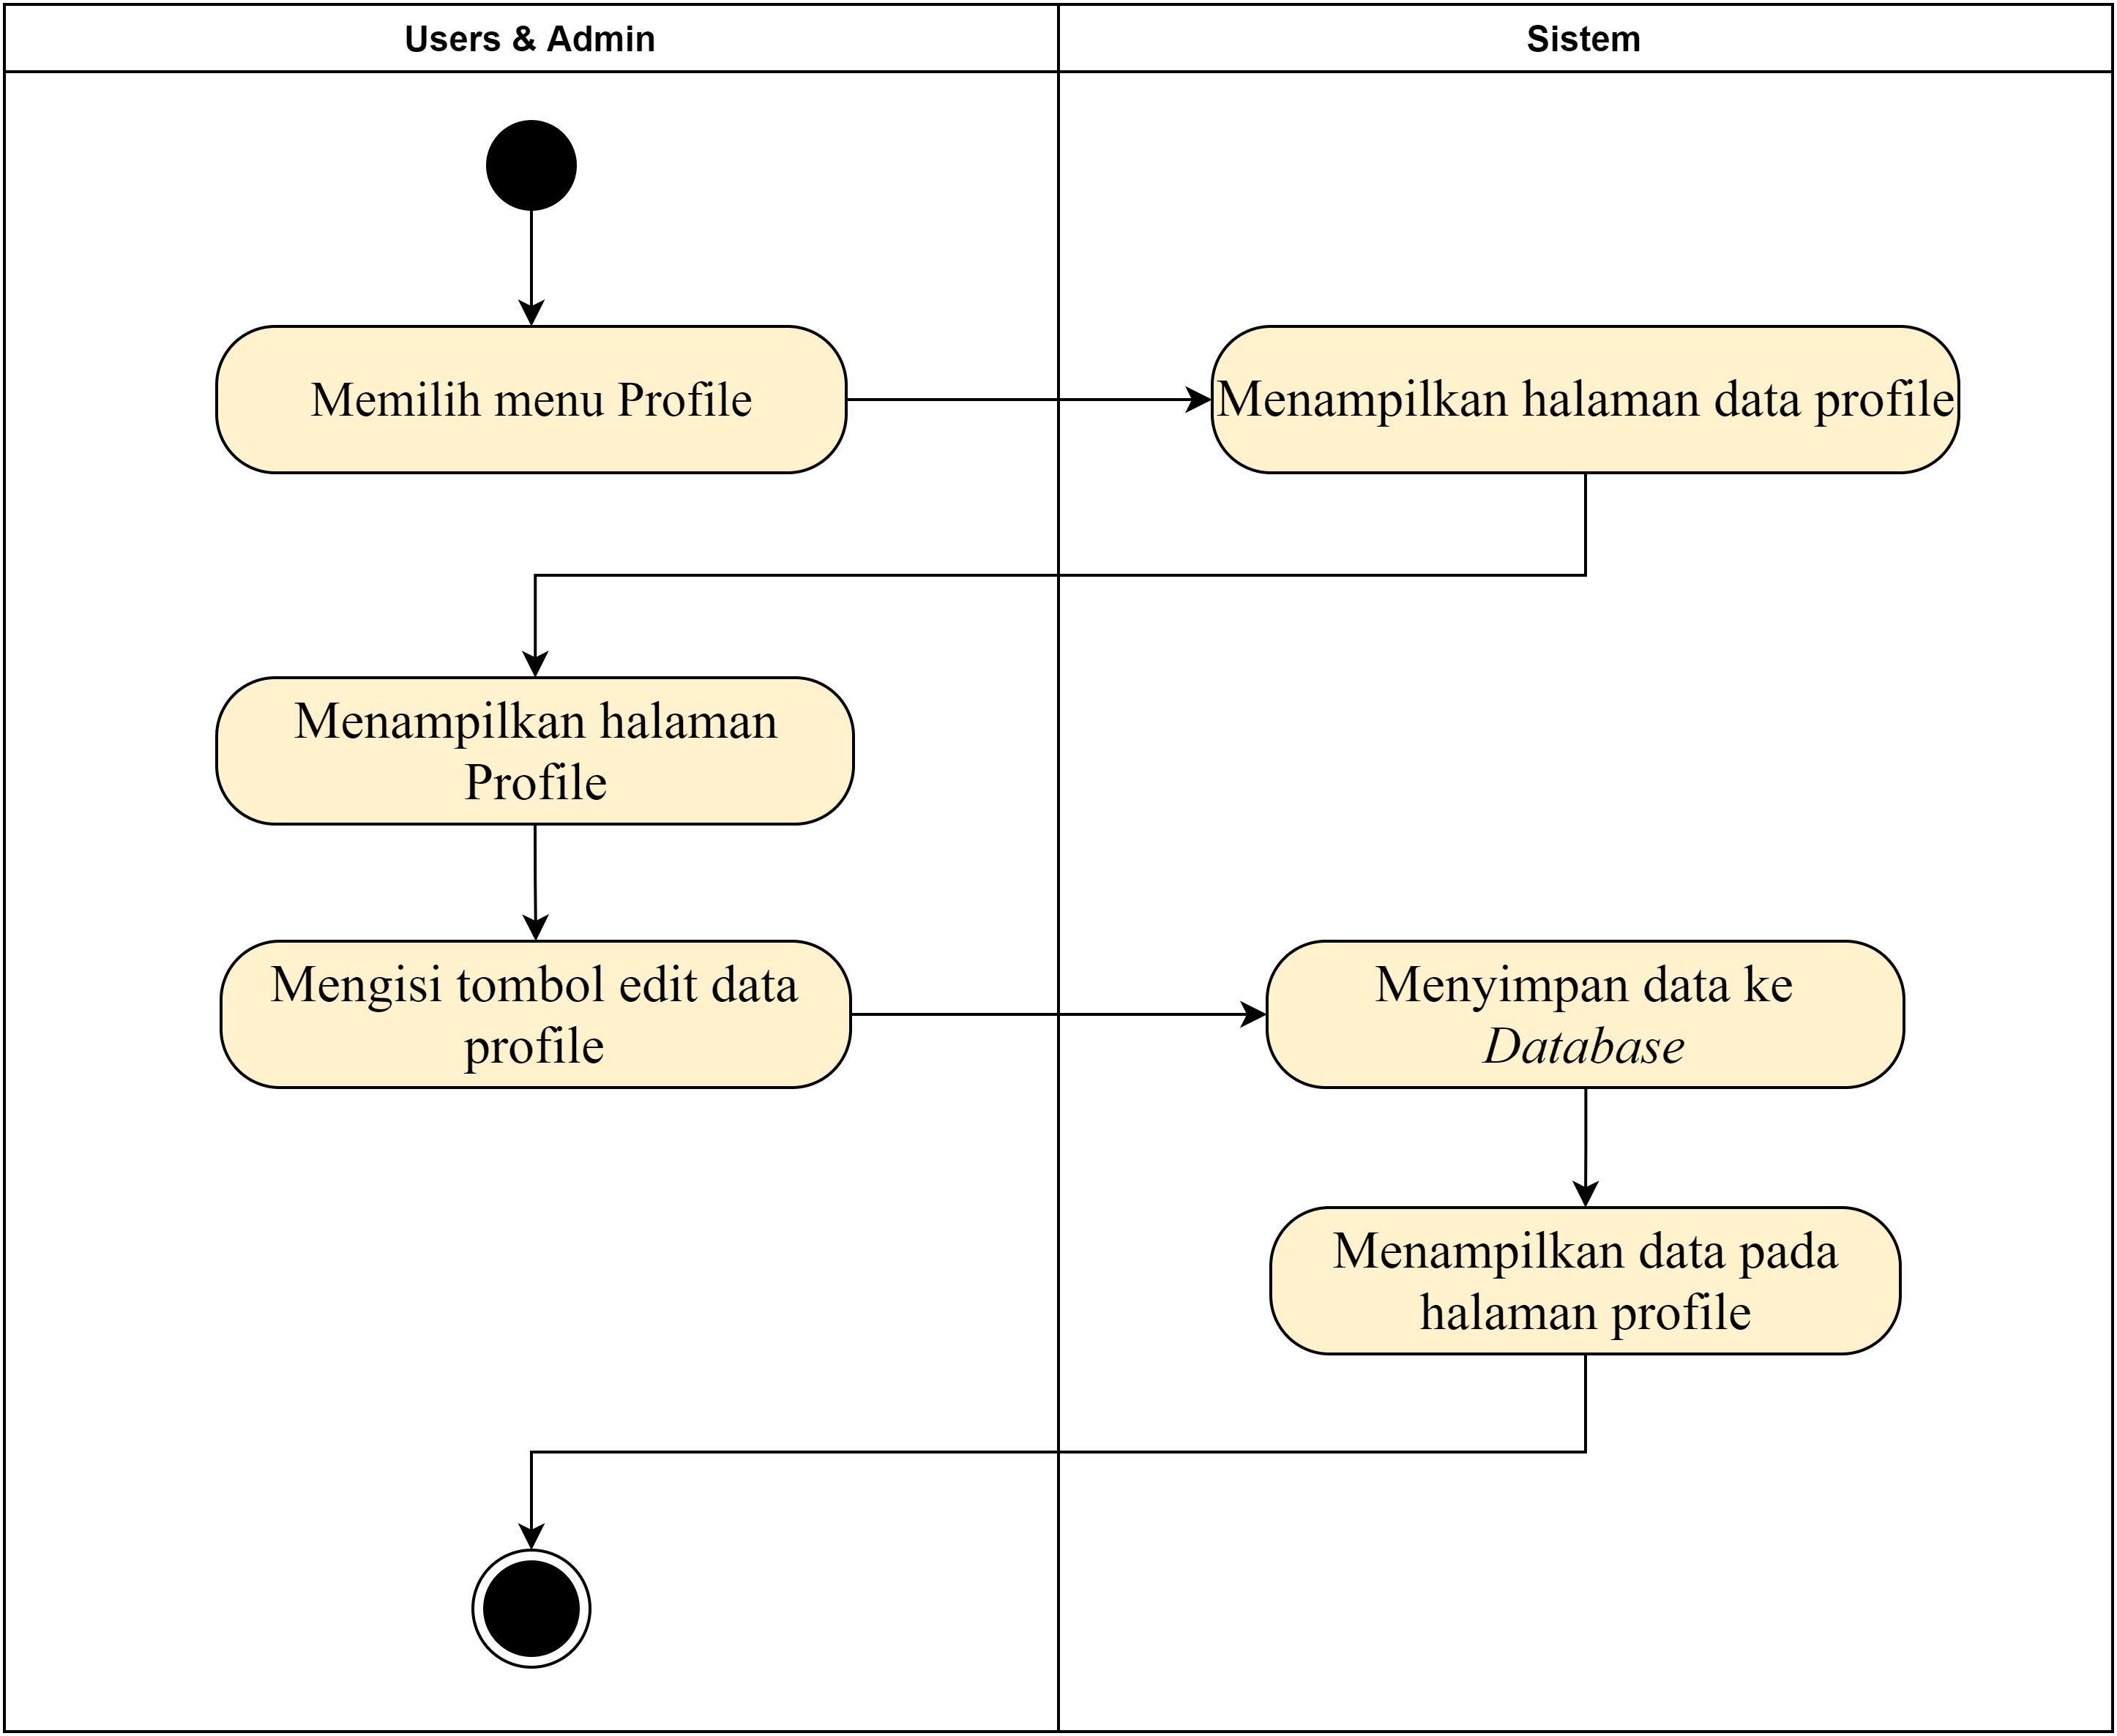 Users & Admin
Sistem
Memilih menu Profile
Menampilkan halaman data profile
Menampilkan halaman
Profile
Mengisi tombol edit data
profile
Menyimpan data ke
Database
Menampilkan data pada
halaman profile